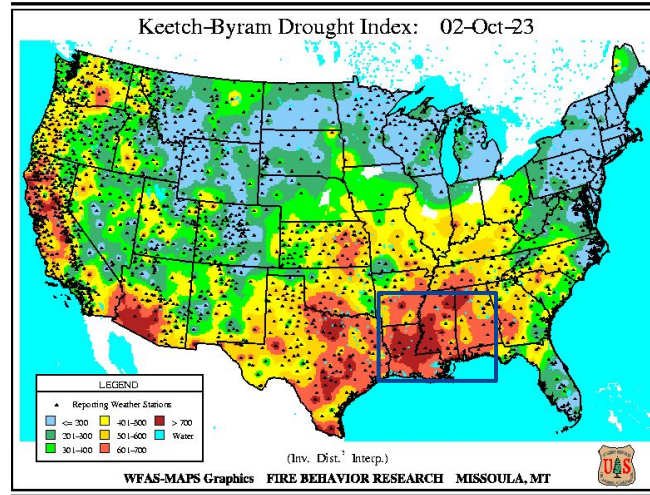 Keetch-Byram Drought Index: 02-Oct-23
LEGEND
Reporting Weather Stations
<= 200 401-500 > 700
201-300 501-600 Water
301-400 601-700
(Inv. Dist.² Interp.)
WFAS-MAPS Graphics FIRE BEHAVIOR RESEARCH MISSOULA, MT
US